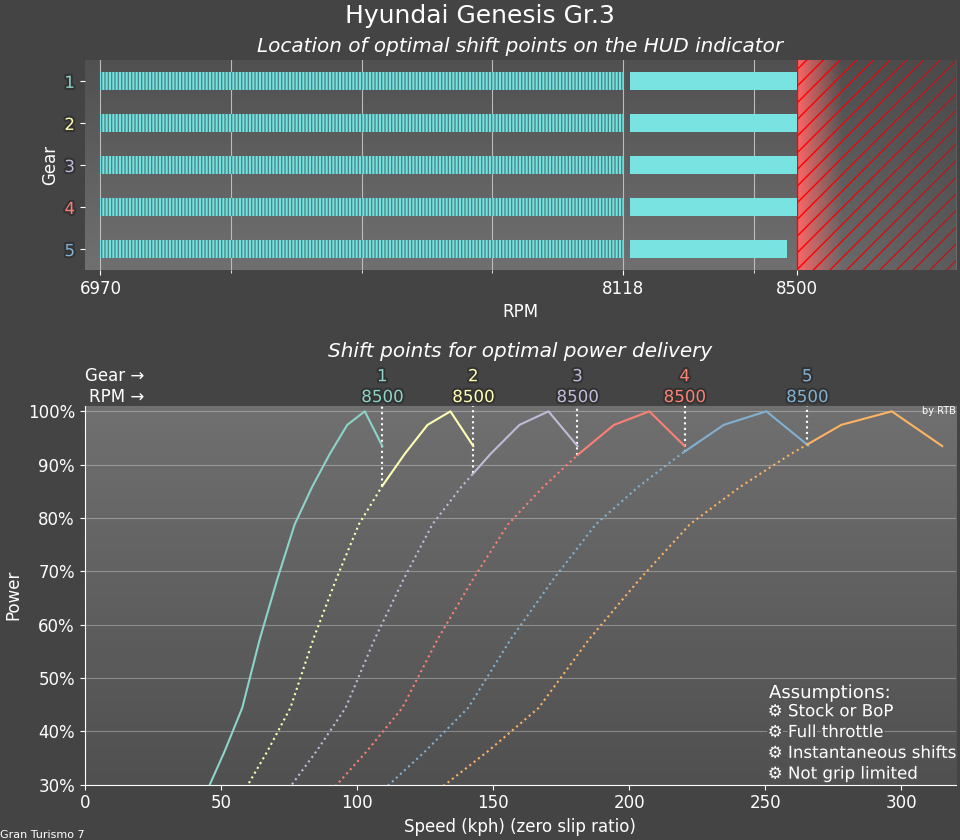 Hyundai Genesis Gr.3
Location of optimal shift points on the HUD indicator
Gear
1
2
3
4
5
6970 8118 8500
RPM
Shift points for optimal power delivery
Gear → 1 2 3 4 5
RPM → 8500 8500 8500 8500 8500
by RTB
Power
100%
90%
80%
70%
60%
50%
40%
30%
Assumptions:
⚙ Stock or BoP
⚙ Full throttle
⚙ Instantaneous shifts
⚙ Not grip limited
0 50 100 150 200 250 300
Speed (kph) (zero slip ratio)
Gran Turismo 7